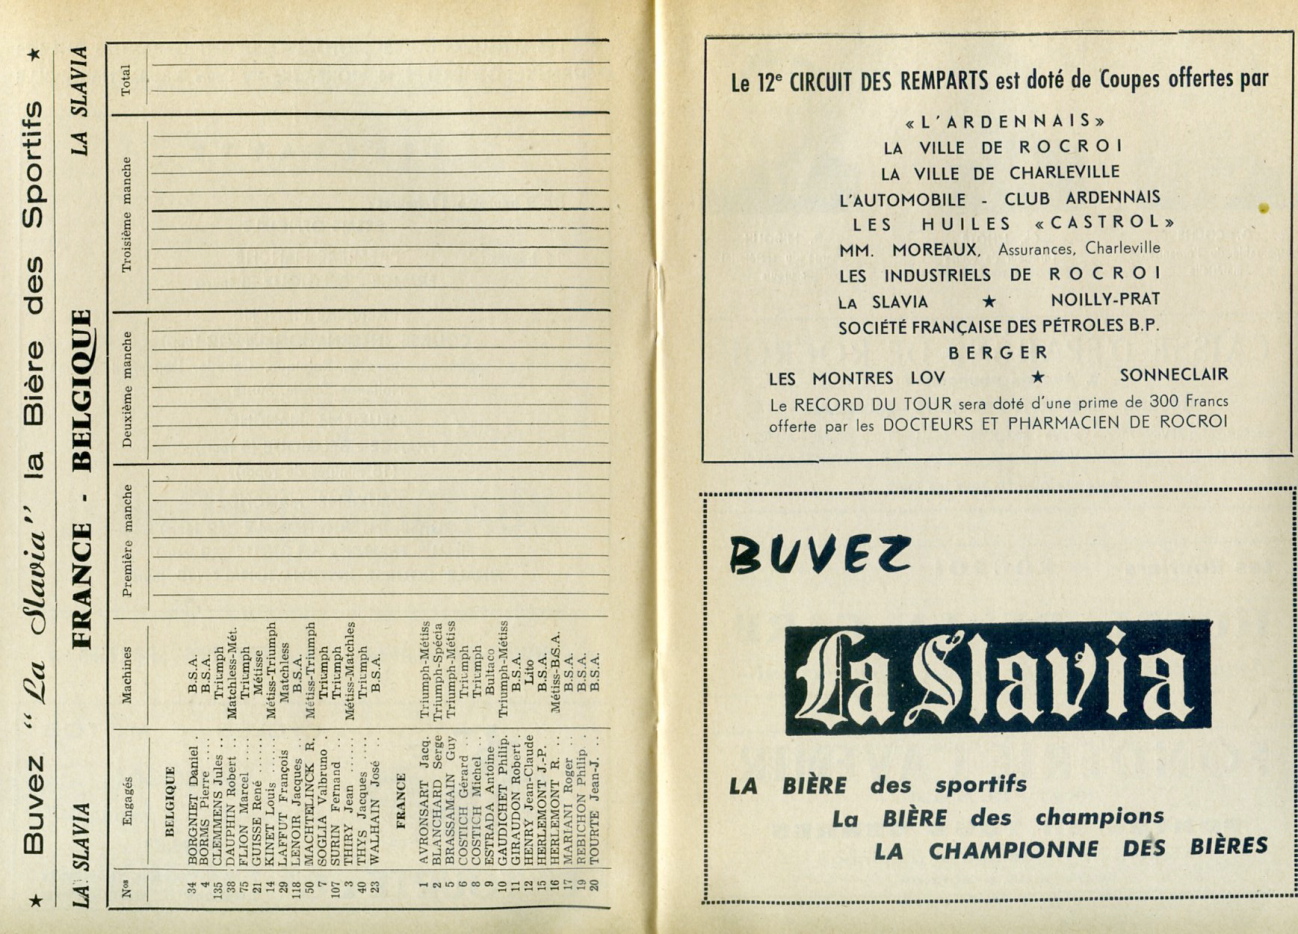 ★ Buvez “La Slavia” la Bière des Sportifs ★
LA SLAVIA FRANCE - BELGIQUE LA SLAVIA
Nos Engagés Machines Première manche Deuxième manche Troisième manche Total
BELGIQUE
34 BORGNIET Daniel . B.S.A.
4 BORMS Pierre .... B.S.A.
135 CLEMMENS Jules .. Triumph
38 DAUPHIN Robert .. Matchless-Mét.
75 FLION Marcel .... Triumph
21 GUISSE René ...... Métisse
14 KINET Louis ...... Métiss-Triumph
29 LAFFUT François Matchless
118 LENOIR Jacques .. B.S.A.
50 MACHTELINCK R. Métiss-Triumph
7 SOGLIA Valbruno . Triumph
107 SURIN Fernand .. Triumph
3 THIRY Jean ...... Métiss-Matchles
40 THYS Jacques .... Triumph
23 WALHAIN José .. B.S.A.
FRANCE
1 AVRONSART Jacq. Triumph-Métiss
2 BLANCHARD Serge Triumph-Spécia
5 BRASSAMAIN Guy Triumph-Métiss
6 COSTICH Gérard .. Triumph
8 COSTICH Michel .. Triumph
9 ESTRADA Antoine . Bultaco
10 GAUDICHET Philip. Triumph-Métiss
11 GIRAUDON Robert . B.S.A.
12 HENRY Jean-Claude Lito
15 HERLEMONT J.-P. B.S.A.
16 HERLEMONT R. .. Métiss-B.S.A.
17 MARIANI Roger .. B.S.A.
19 REBICHON Philip . B.S.A.
20 TOURTE Jean-J. .. B.S.A.
Le 12e CIRCUIT DES REMPARTS est doté de Coupes offertes par
« L'ARDENNAIS »
LA VILLE DE ROCROI
LA VILLE DE CHARLEVILLE
L'AUTOMOBILE - CLUB ARDENNAIS
LES HUILES « CASTROL »
MM. MOREAUX, Assurances, Charleville
LES INDUSTRIELS DE ROCROI
LA SLAVIA ★ NOILLY-PRAT
SOCIÉTÉ FRANÇAISE DES PÉTROLES B.P.
BERGER
LES MONTRES LOV ★ SONNECLAIR
Le RECORD DU TOUR sera doté d'une prime de 300 Francs
offerte par les DOCTEURS ET PHARMACIEN DE ROCROI
BUVEZ
La Slavia
LA BIÈRE des sportifs
La BIÈRE des champions
LA CHAMPIONNE DES BIÈRES